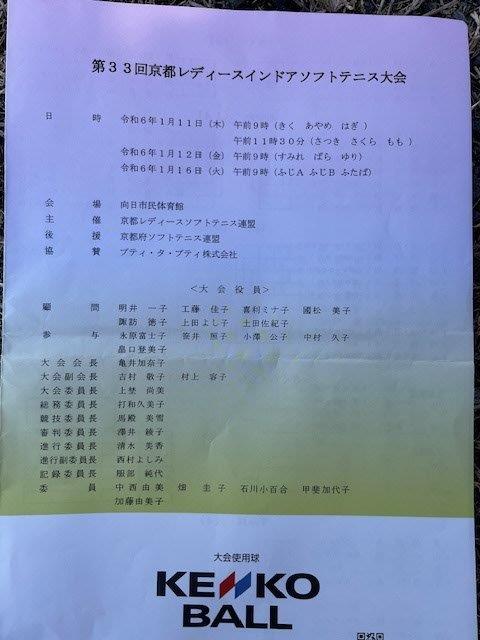 第33回京都レディースインドアソフトテニス大会
日 時 令和6年1月11日（木） 午前9時（きく あやめ はぎ ）
午前11時30分（さつき さくら もも ）
令和6年1月12日（金） 午前9時（すみれ ばら ゆり）
令和6年1月16日（火） 午前9時（ふじA ふじB ふたば）
会 場 向日市民体育館
主 催 京都レディースソフトテニス連盟
後 援 京都府ソフトテニス連盟
協 賛 プティ・タ・プティ株式会社
＜大 会 役 員＞
顧 問 明井 一子 工藤 佳子 喜利ミナ子 國松 美子
諏訪 徳子 上田よし子 土田佐紀子
参 与 永原富士子 笹井 照子 小澤 公子 中村 久子
畠口登美子
大会会長 亀井加奈子
大会副会長 吉村 敬子 村上 容子
大会委員長 上埜 尚美
総務委員長 打和久美子
競技委員長 馬殿 美雪
審判委員長 澤井 綾子
進行委員長 清水 美香
進行副委員長 西村よしみ
記録委員長 服部 純代
委 員 中西由美 畑 圭子 石川小百合 甲斐加代子
加藤由美子
大会使用球
KENKO
BALL